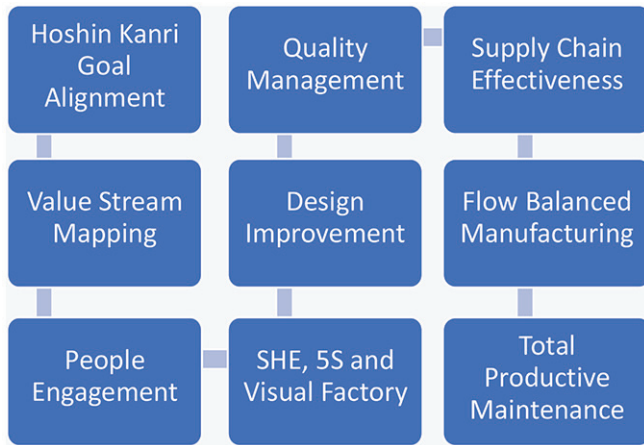 Hoshin Kanri
Goal
Alignment
Value Stream
Mapping
People
Engagement
SHE, 5S and
Visual Factory
Design
Improvement
Quality
Management
Supply Chain
Effectiveness
Flow Balanced
Manufacturing
Total
Productive
Maintenance